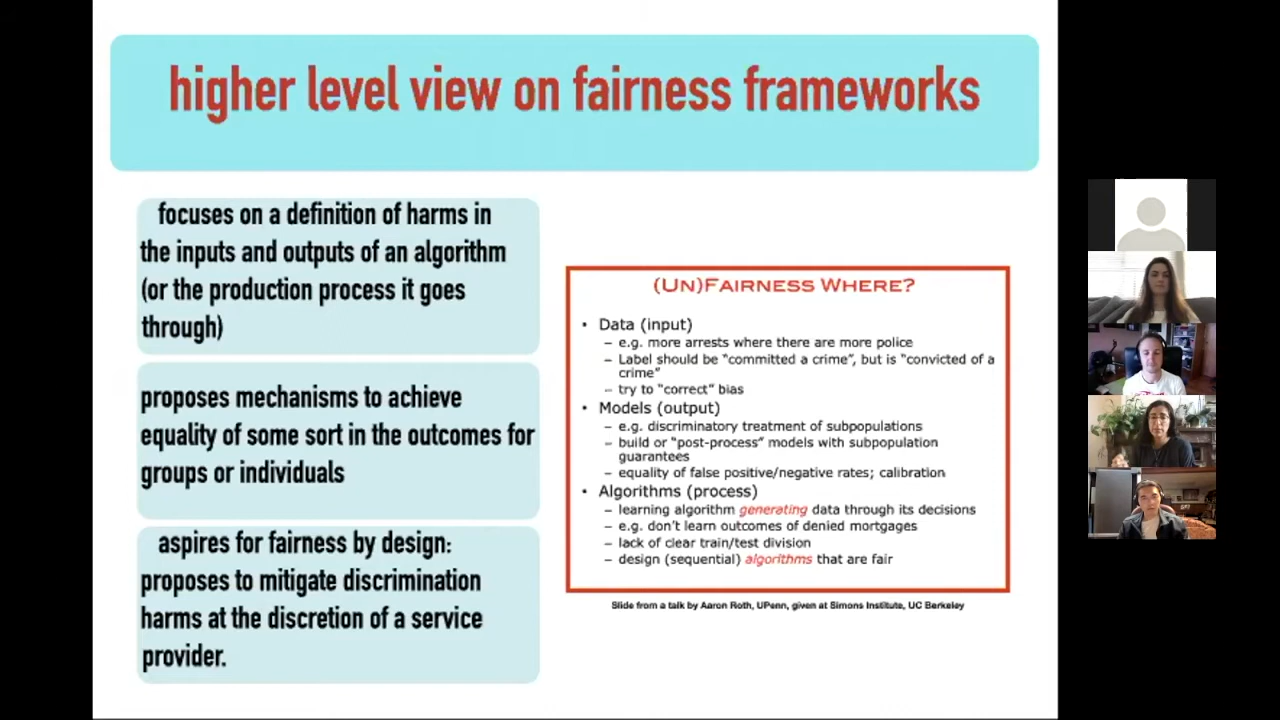 higher level view on fairness frameworks
focuses on a definition of harms in
the inputs and outputs of an algorithm
(or the production process it goes
through)
proposes mechanisms to achieve
equality of some sort in the outcomes for
groups or individuals
aspires for fairness by design:
proposes to mitigate discrimination
harms at the discretion of a service
provider.
(UN)FAIRNESS WHERE?
• Data (input)
– e.g. more arrests where there are more police
– Label should be “committed a crime”, but is “convicted of a
crime”
– try to “correct” bias
• Models (output)
– e.g. discriminatory treatment of subpopulations
– build or “post-process” models with subpopulation
guarantees
– equality of false positive/negative rates; calibration
• Algorithms (process)
– learning algorithm generating data through its decisions
– e.g. don’t learn outcomes of denied mortgages
– lack of clear train/test division
– design (sequential) algorithms that are fair
Slide from a talk by Aaron Roth, UPenn, given at Simons Institute, UC Berkeley